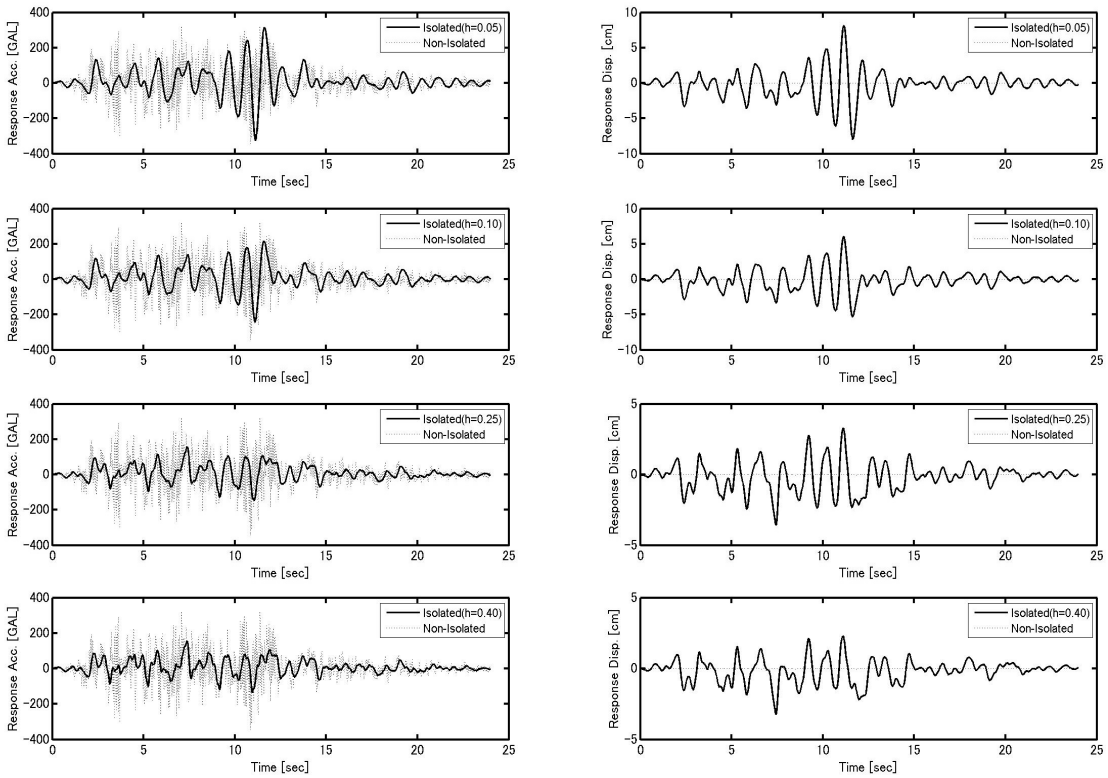 400
200
0
−200
−400
Response Acc. [GAL]
Isolated(h=0.05)
Non-Isolated
0 5 10 15 20 25
Time [sec]
10
5
0
−5
−10
Response Disp. [cm]
Isolated(h=0.05)
Non-Isolated
0 5 10 15 20 25
Time [sec]
400
200
0
−200
−400
Response Acc. [GAL]
Isolated(h=0.10)
Non-Isolated
0 5 10 15 20 25
Time [sec]
10
5
0
−5
−10
Response Disp. [cm]
Isolated(h=0.10)
Non-Isolated
0 5 10 15 20 25
Time [sec]
400
200
0
−200
−400
Response Acc. [GAL]
Isolated(h=0.25)
Non-Isolated
0 5 10 15 20 25
Time [sec]
5
0
−5
Response Disp. [cm]
Isolated(h=0.25)
Non-Isolated
0 5 10 15 20 25
Time [sec]
400
200
0
−200
−400
Response Acc. [GAL]
Isolated(h=0.40)
Non-Isolated
0 5 10 15 20 25
Time [sec]
5
0
−5
Response Disp. [cm]
Isolated(h=0.40)
Non-Isolated
0 5 10 15 20 25
Time [sec]